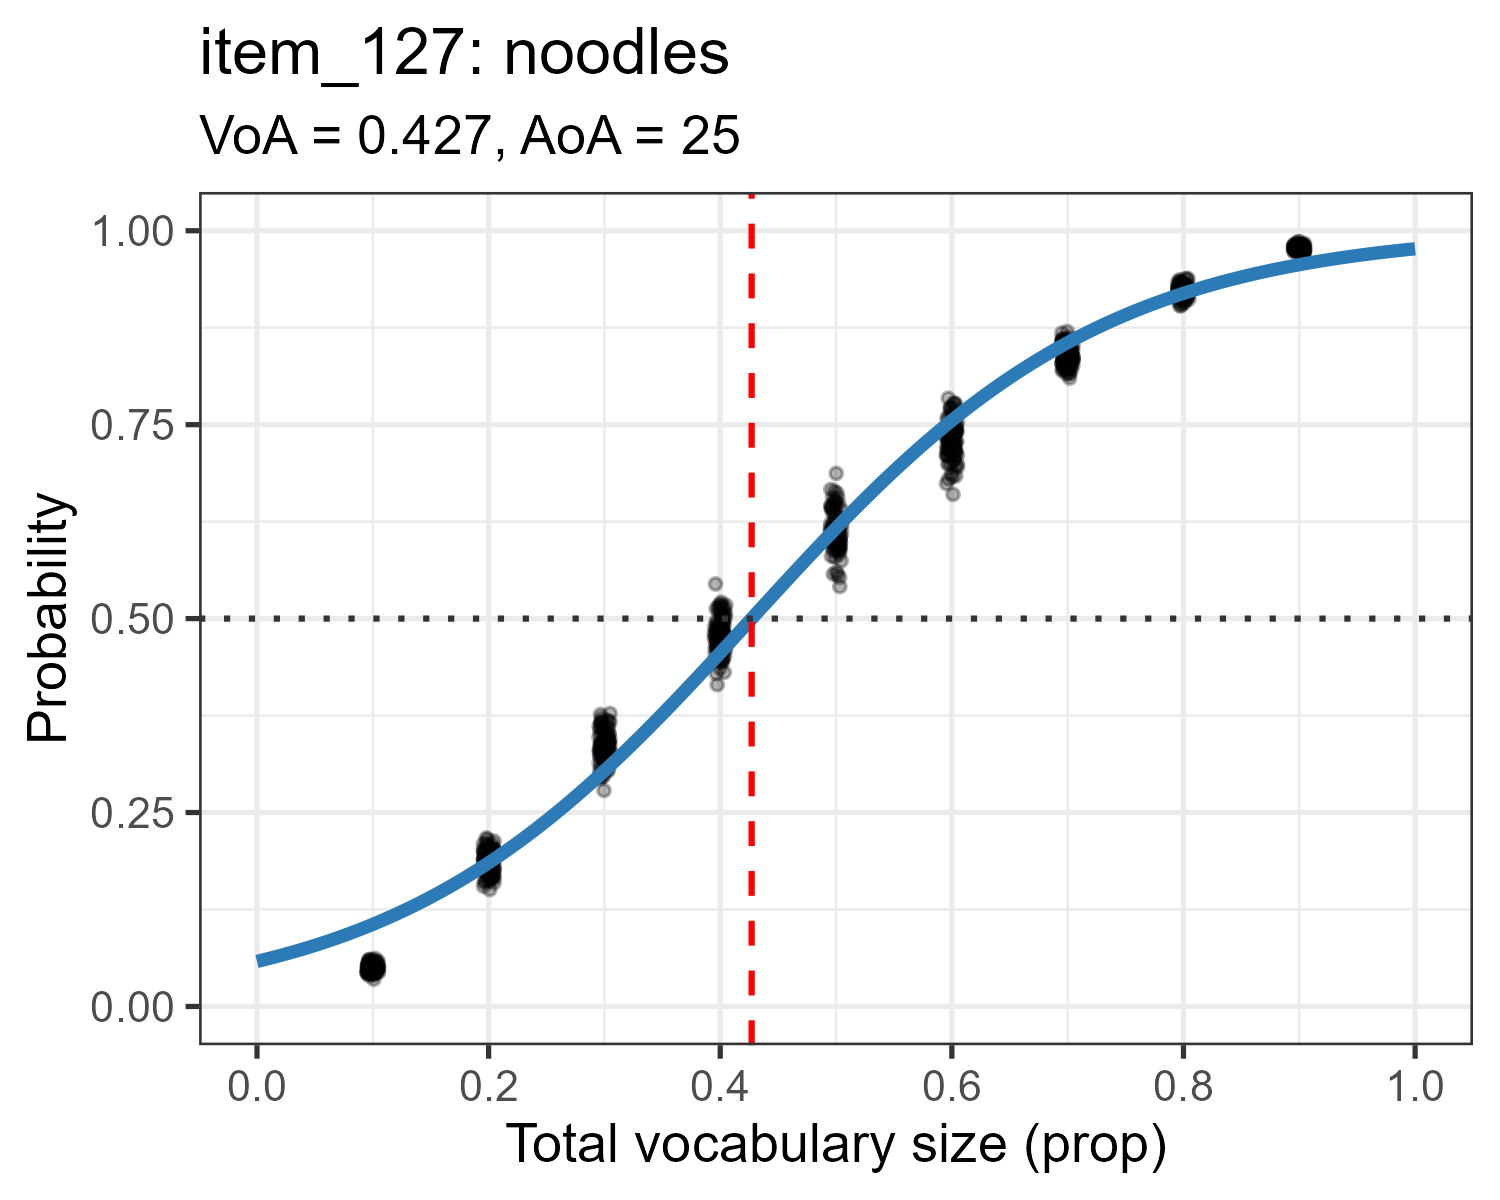 item_127: noodles
VoA = 0.427, AoA = 25
1.00
0.75
0.50
0.25
0.00
Probability
0.0 0.2 0.4 0.6 0.8 1.0
Total vocabulary size (prop)